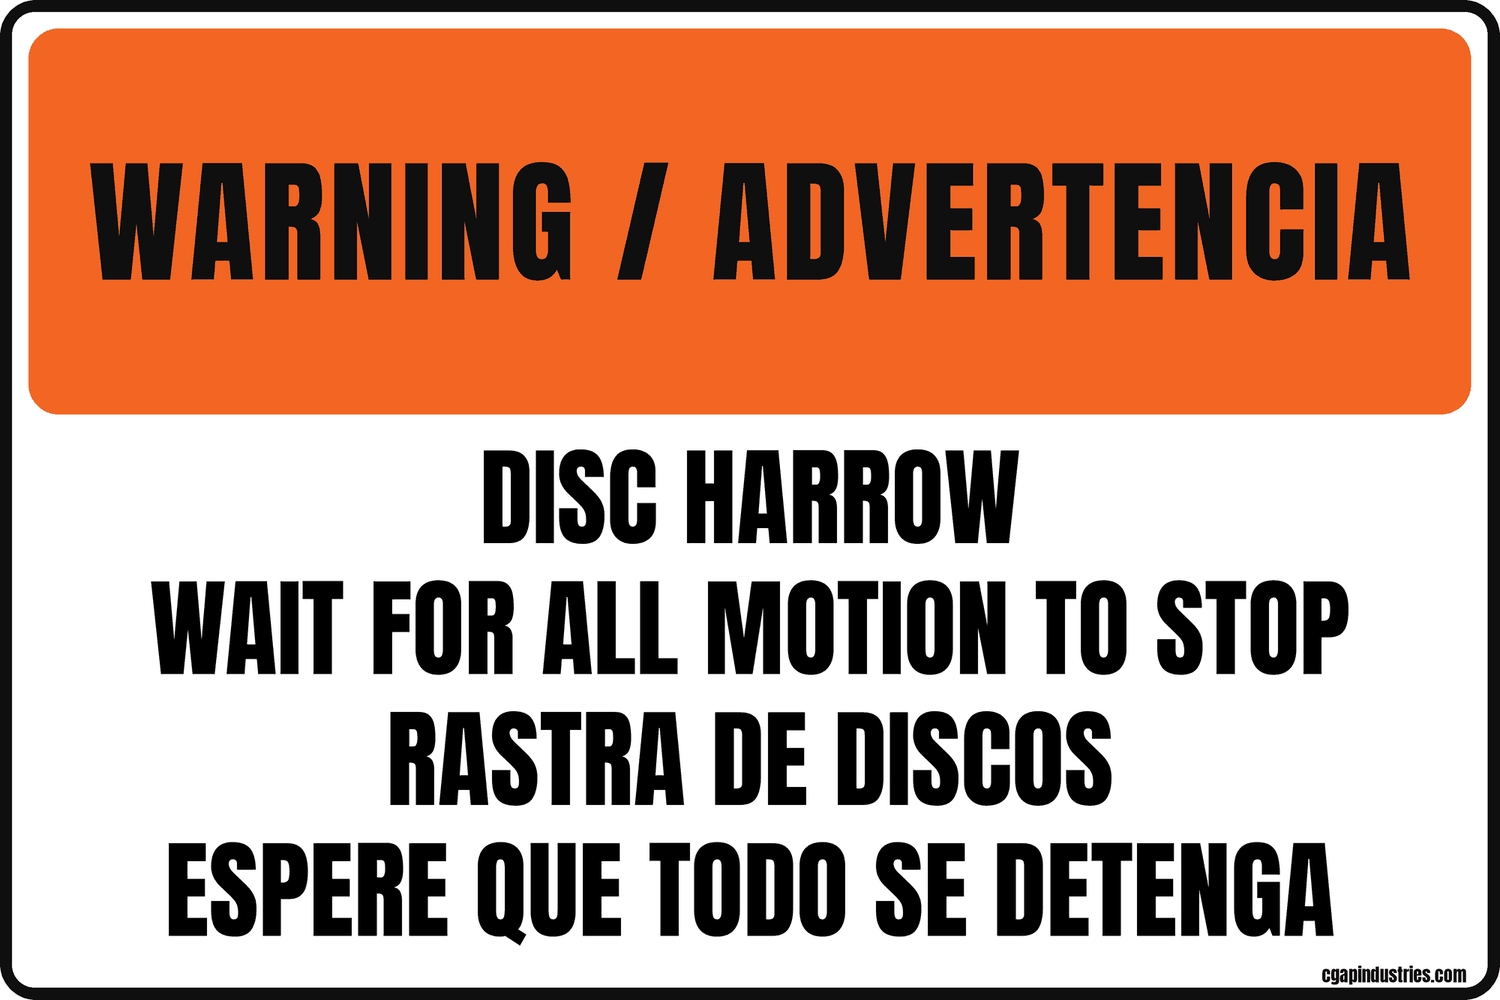 WARNING / ADVERTENCIA
DISC HARROW
WAIT FOR ALL MOTION TO STOP
RASTRA DE DISCOS
ESPERE QUE TODO SE DETENGA
cgapindustries.com